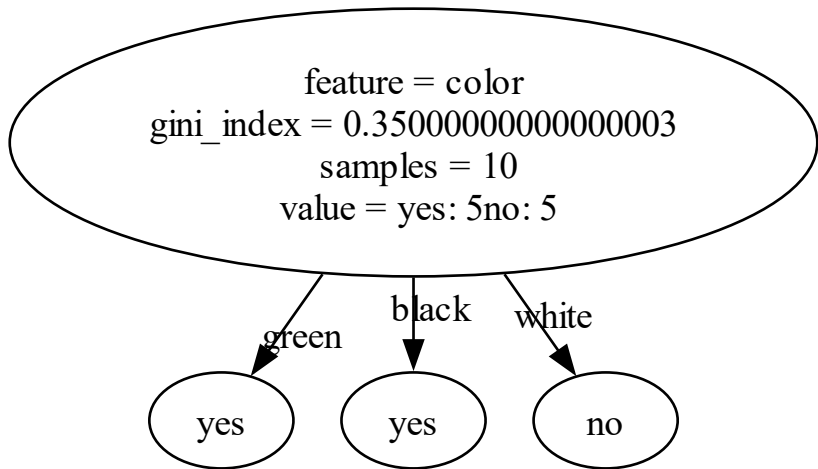 feature = color
gini_index = 0.35000000000000003
samples = 10
value = yes: 5no: 5
green
black
white
yes
yes
no